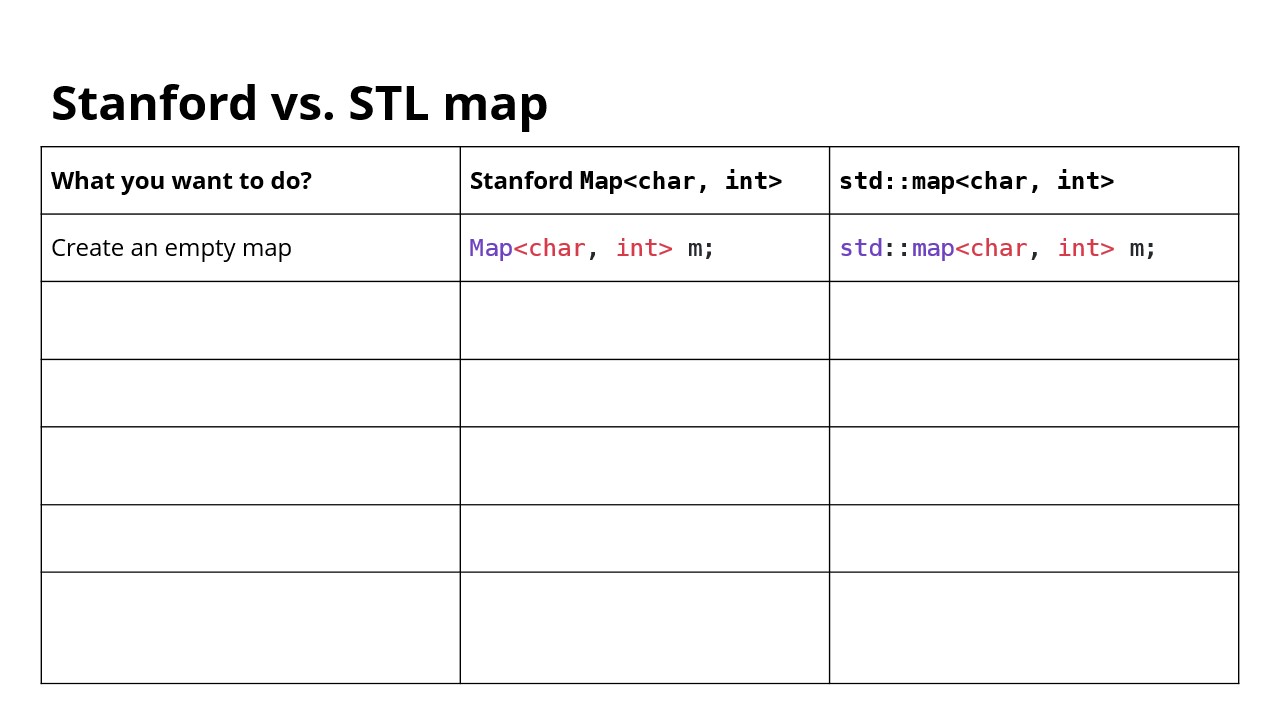 Stanford vs. STL map
What you want to do? Stanford Map<char, int> std::map<char, int>
Create an empty map Map<char, int> m; std::map<char, int> m;